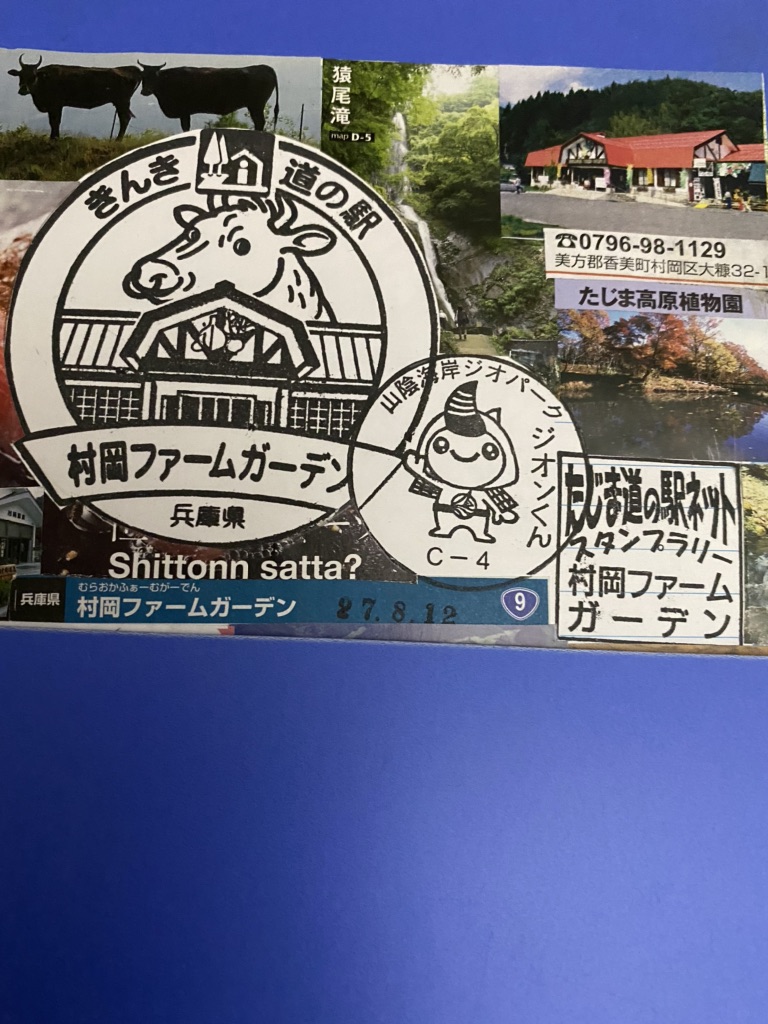 猿尾滝
map D-5
きんき 道の駅
☎0796-98-1129
美方郡香美町村岡区大糠32-1
たじま高原植物園
山陰海岸ジオパーク ジオンくん
村岡ファームガーデン
兵庫県
C-4
たじま道の駅ネット
スタンプラリー
村岡ファーム
ガーデン
Shittonn satta?
むらおかふぁーむがーでん
兵庫県 村岡ファームガーデン 27.8.12 9